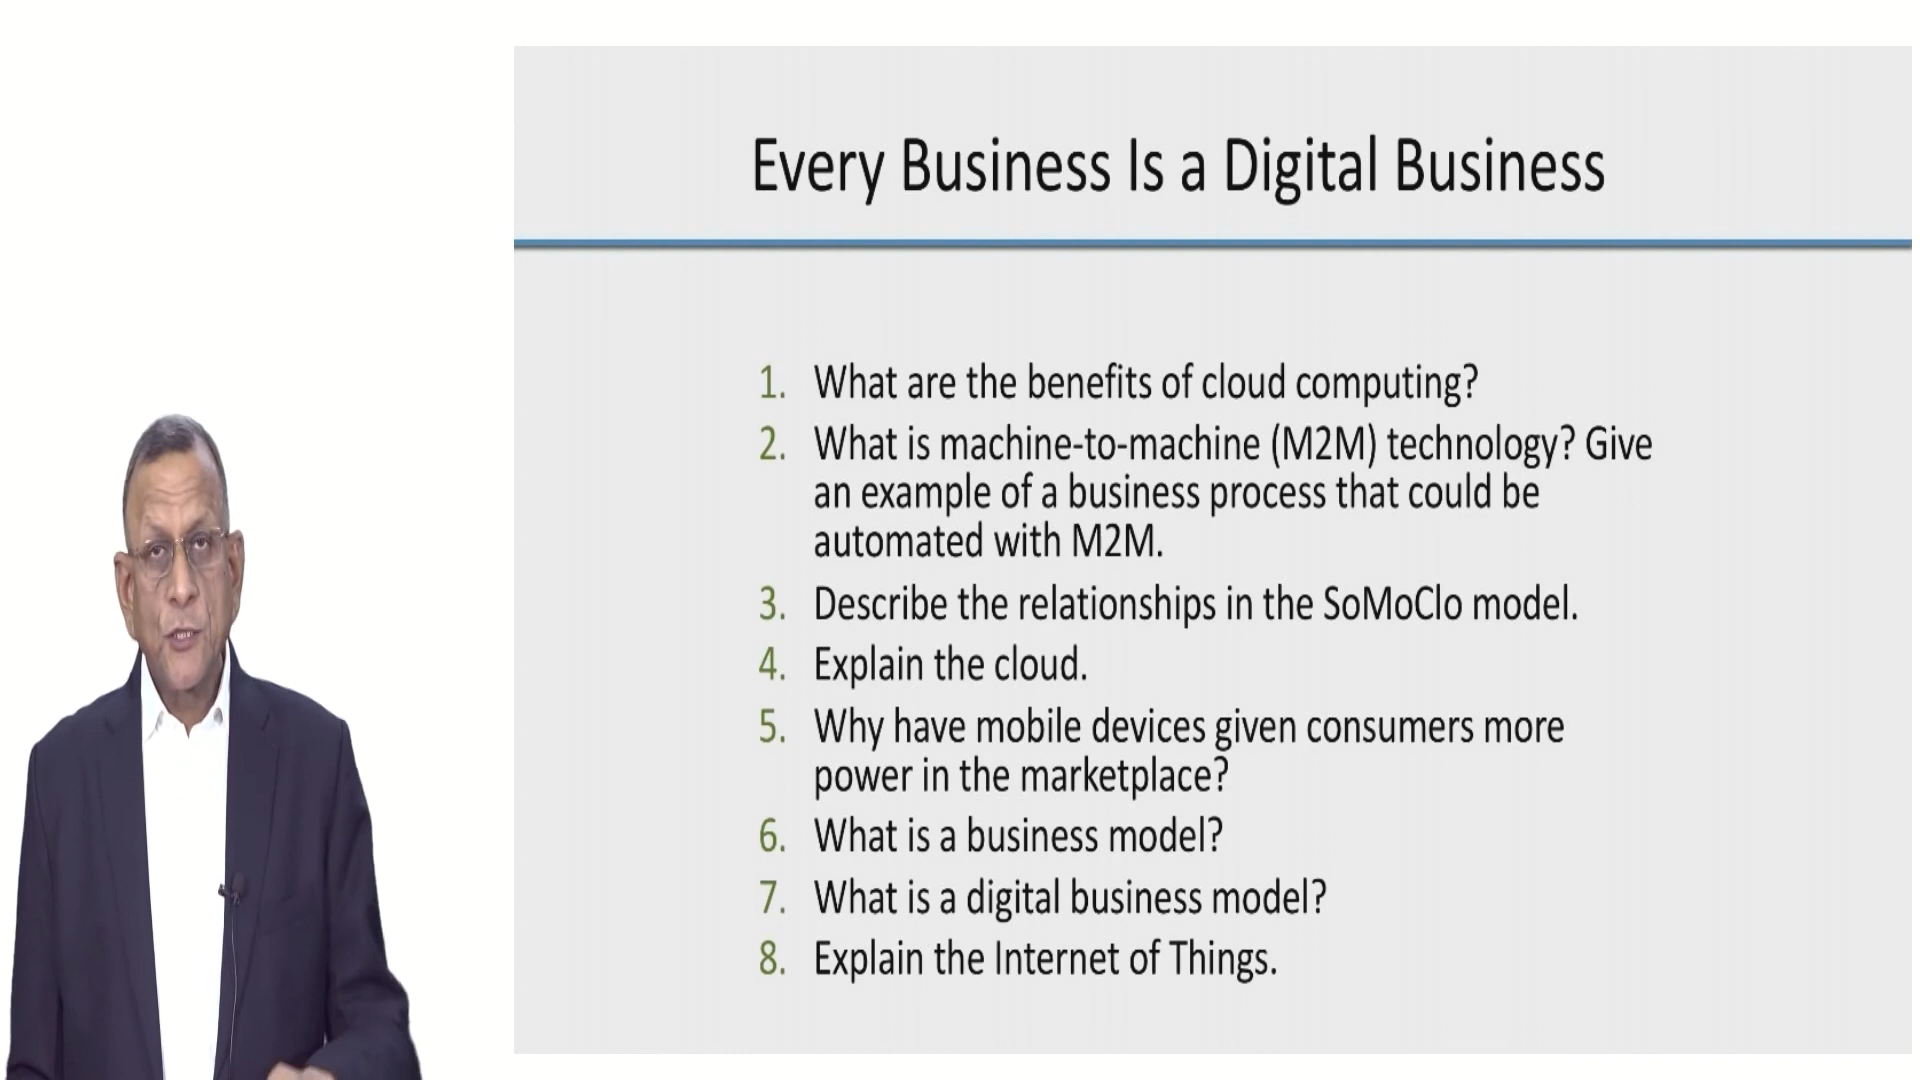 Every Business Is a Digital Business
1. What are the benefits of cloud computing?
2. What is machine-to-machine (M2M) technology? Give
an example of a business process that could be
automated with M2M.
3. Describe the relationships in the SoMoClo model.
4. Explain the cloud.
5. Why have mobile devices given consumers more
power in the marketplace?
6. What is a business model?
7. What is a digital business model?
8. Explain the Internet of Things.